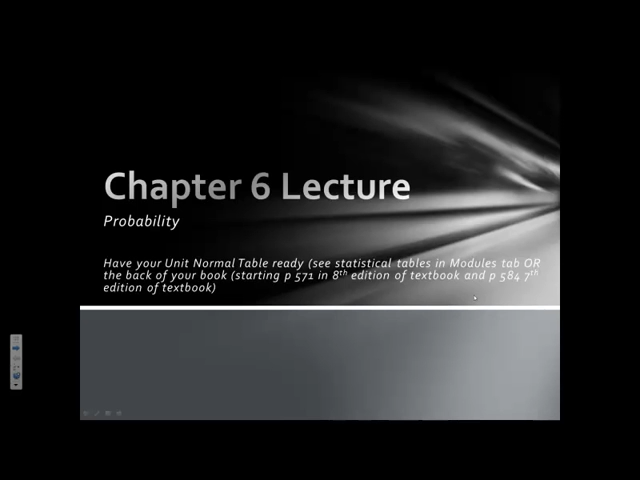 Chapter 6 Lecture
Probability
Have your Unit Normal Table ready (see statistical tables in Modules tab OR
the back of your book (starting p 571 in 8th edition of textbook and p 584 7th
edition of textbook)